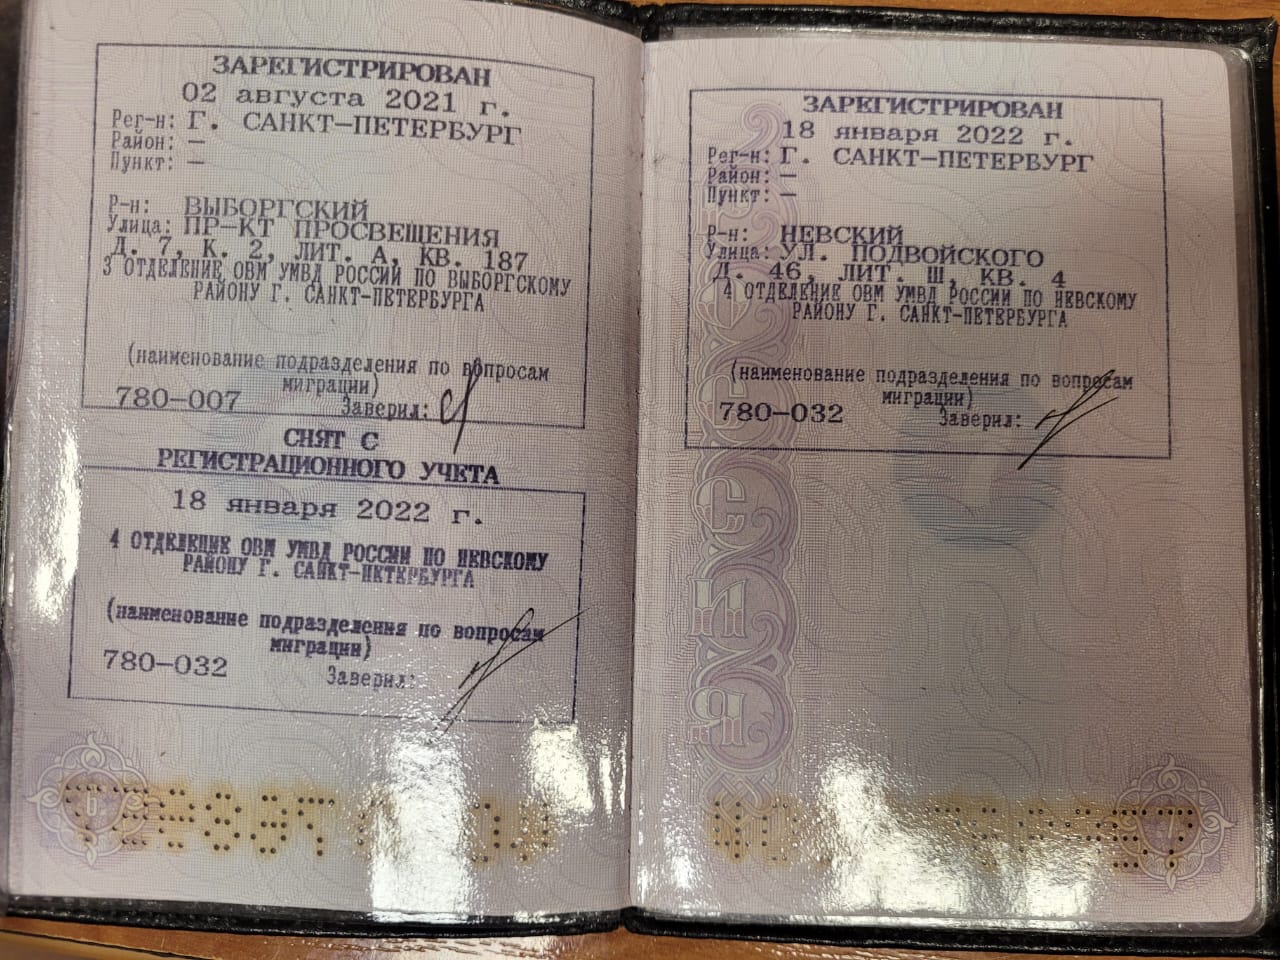 ЗАРЕГИСТРИРОВАН
02 августа 2021 г.
Рег-н: Г. САНКТ-ПЕТЕРБУРГ
Район: —
Пункт: —
Р-н: ВЫБОРГСКИЙ
Улица: ПР-КТ ПРОСВЕЩЕНИЯ
Д. 7, К. 2, ЛИТ. А, КВ. 187
3 ОТДЕЛЕНИЕ ОВМ УМВД РОССИИ ПО ВЫБОРГСКОМУ
РАЙОНУ Г. САНКТ-ПЕТЕРБУРГА
(наименование подразделения по вопросам
миграции)
780-007 Заверил:
СНЯТ С
РЕГИСТРАЦИОННОГО УЧЕТА
18 января 2022 г.
4 ОТДЕЛЕНИЕ ОВМ УМВД РОССИИ ПО НЕВСКОМУ
РАЙОНУ Г. САНКТ-ПЕТЕРБУРГА
(наименование подразделения по вопросам
миграции)
780-032 Заверил:
6
ЗАРЕГИСТРИРОВАН
18 января 2022 г.
Рег-н: Г. САНКТ-ПЕТЕРБУРГ
Район: —
Пункт: —
Р-н: НЕВСКИЙ
Улица: УЛ. ПОДВОЙСКОГО
Д. 46, ЛИТ. Ш, КВ. 4
4 ОТДЕЛЕНИЕ ОВМ УМВД РОССИИ ПО НЕВСКОМУ
РАЙОНУ Г. САНКТ-ПЕТЕРБУРГА
(наименование подразделения по вопросам
миграции)
780-032 Заверил:
7